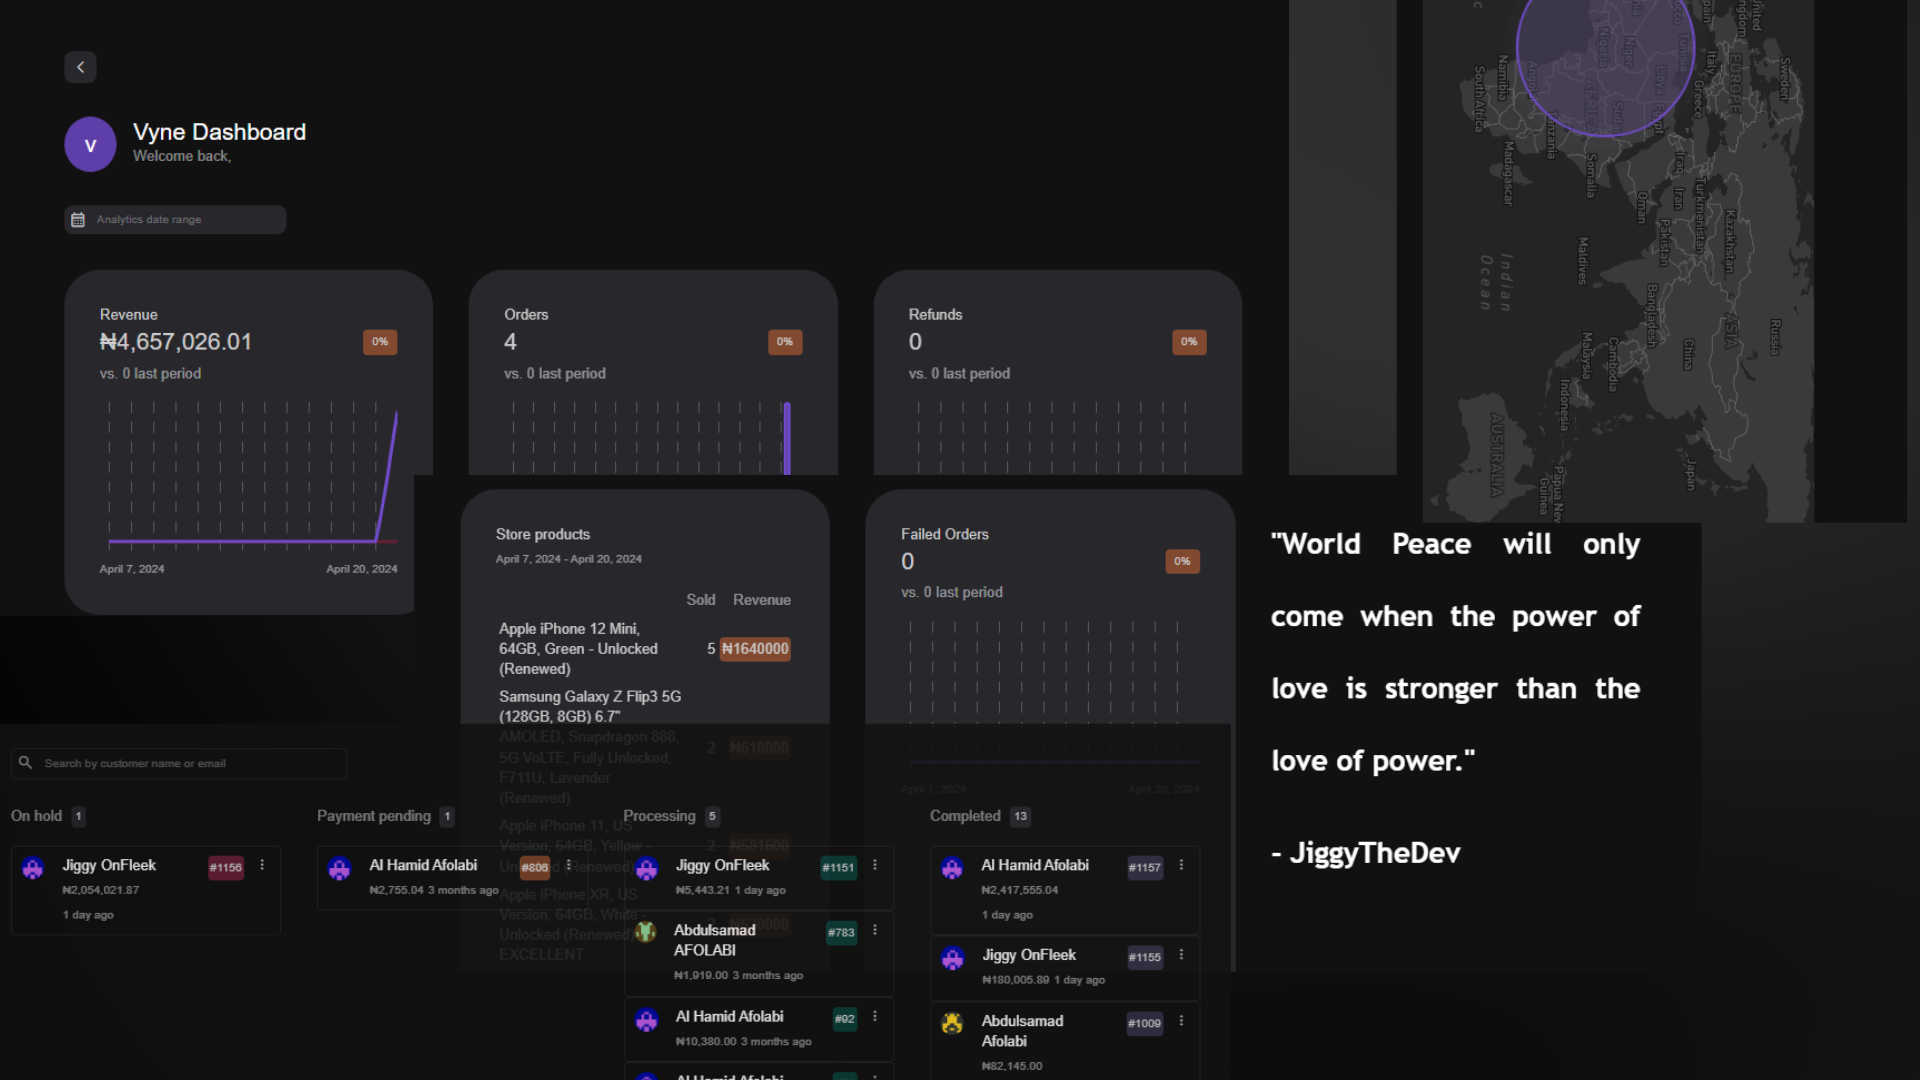 V
Vyne Dashboard
Welcome back,
Analytics date range
Revenue
₦4,657,026.01
0%
vs. 0 last period
April 7, 2024
April 20, 2024
Orders
4
0%
vs. 0 last period
Refunds
0
0%
vs. 0 last period
Store products
April 7, 2024 - April 20, 2024
Sold Revenue
Apple iPhone 12 Mini,
64GB, Green - Unlocked
(Renewed)
5 ₦1640000
Samsung Galaxy Z Flip3 5G
(128GB, 8GB) 6.7"
AMOLED, Snapdragon 888,
5G VoLTE, Fully Unlocked,
F711U, Lavender
(Renewed)
2 ₦610000
Apple iPhone 11, US
Version, 64GB, Yellow -
(Renewed)
2 ₦581600
Apple iPhone XR, US
Version, 64GB, White -
Unlocked (Renewed)
EXCELLENT
Failed Orders
0
0%
vs. 0 last period
April 7, 2024
April 20, 2024
Search by customer name or email
On hold 1
Jiggy OnFleek
#1156
₦2,054,021.87
1 day ago
Payment pending 1
Al Hamid Afolabi
#806
₦2,755.04 3 months ago
Processing 5
Jiggy OnFleek
#1151
₦5,443.21 1 day ago
Abdulsamad
AFOLABI
#783
₦1,919.00 3 months ago
Al Hamid Afolabi
#92
₦10,380.00 3 months ago
Al Hamid Afolabi
Completed 13
Al Hamid Afolabi
#1157
₦2,417,555.04
1 day ago
Jiggy OnFleek
#1155
₦180,005.89 1 day ago
Abdulsamad
Afolabi
#1009
₦82,145.00
United
Sweden
Italy
EUROPE
Greece
Tunisia
Nigeria
Niger
Libya
Egypt
AFRICA
Namibia
South Africa
Madagascar
Somalia
Iraq
Iran
Oman
Turkmenistan
Pakistan
Kazakhstan
Maldives
Indian
Ocean
Bangladesh
ASIA
Russia
China
Malaysia
Cambodia
Indonesia
AUSTRALIA
Papua New
Guinea
Japan
"World Peace will only
come when the power of
love is stronger than the
love of power."
- JiggyTheDev